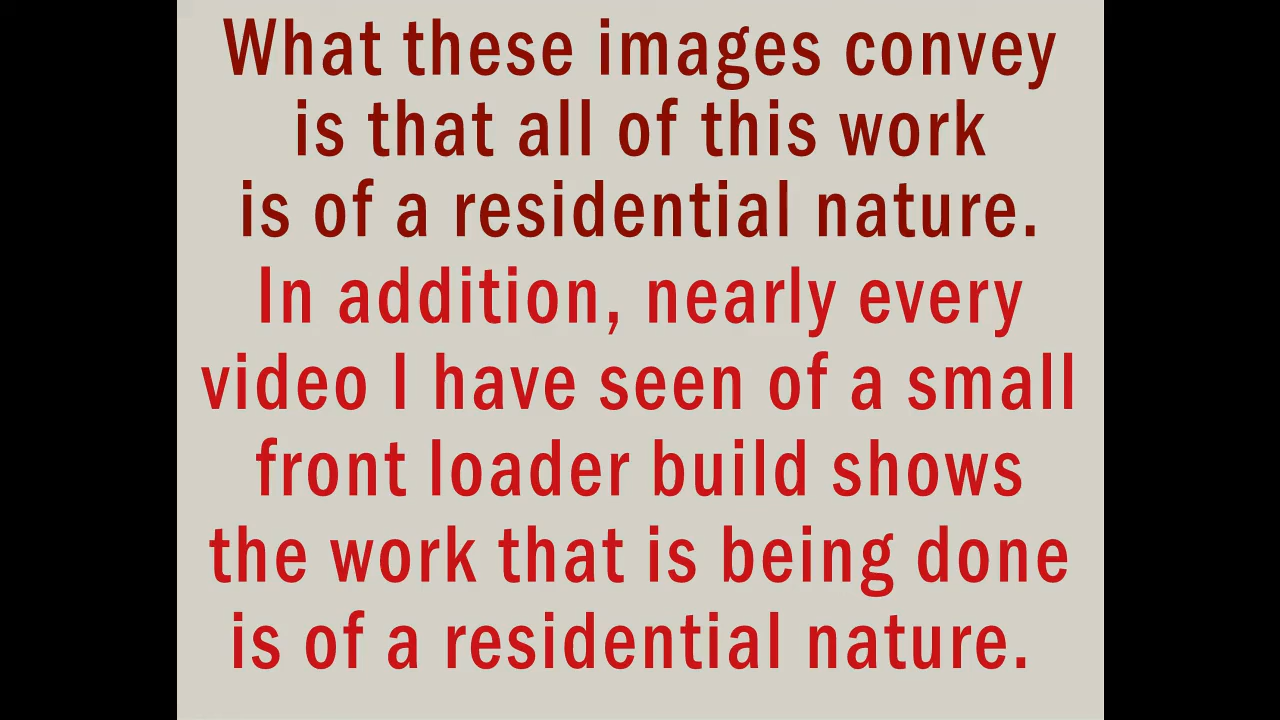 What these images convey
is that all of this work
is of a residential nature.
In addition, nearly every
video I have seen of a small
front loader build shows
the work that is being done
is of a residential nature.